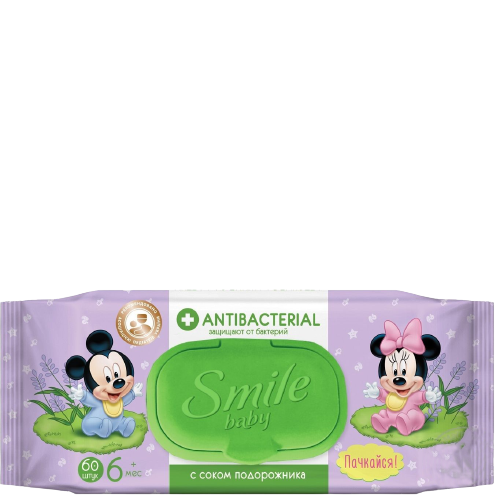 ANTIBACTERIAL
защищают от бактерий
Smile
baby
с соком подорожника
60
штук
6 +
мес
Пачкайся!